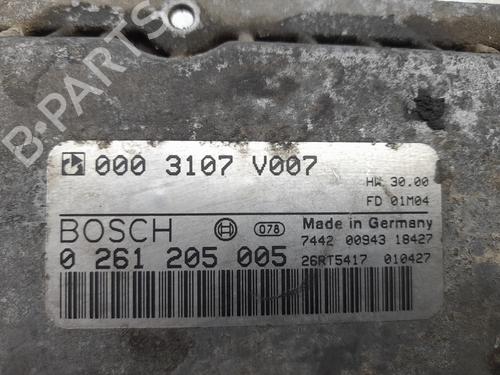 B-PARTS
000 3107 V007
HW 30.00
FD 01M04
BOSCH 078 Made in Germany
7442 00943 18427
0 261 205 005 26RT5417 010427